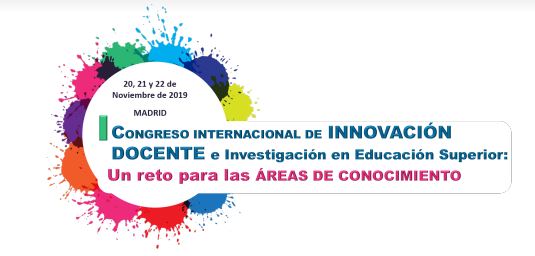 20, 21 y 22 de
Noviembre de 2019
MADRID
I CONGRESO INTERNACIONAL DE INNOVACIÓN
DOCENTE e Investigación en Educación Superior:
Un reto para las ÁREAS DE CONOCIMIENTO